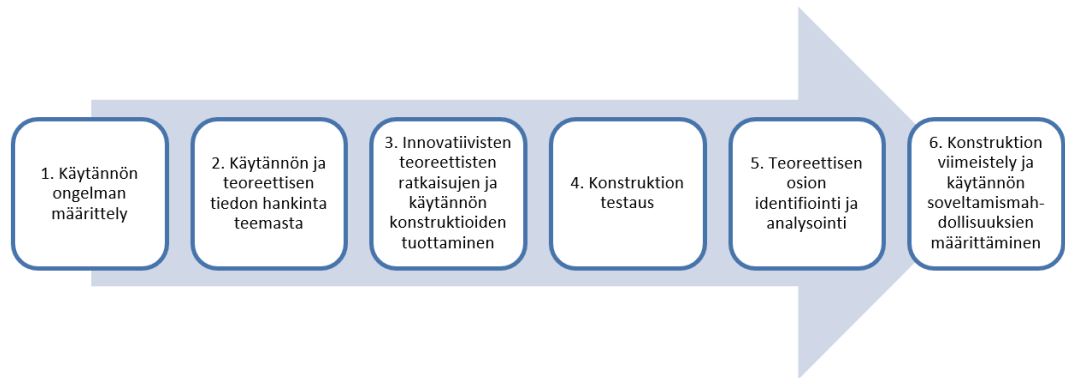 1. Käytännön
ongelman
määrittely
2. Käytännön ja
teoreettisen
tiedon hankinta
teemasta
3. Innovatiivisten
teoreettisten
ratkaisujen ja
käytännön
konstruktioiden
tuottaminen
4. Konstruktion
testaus
5. Teoreettisen
osion
identifiointi ja
analysointi
6. Konstruktion
viimeistely ja
käytännön
soveltamismah-
dollisuuksien
määrittäminen